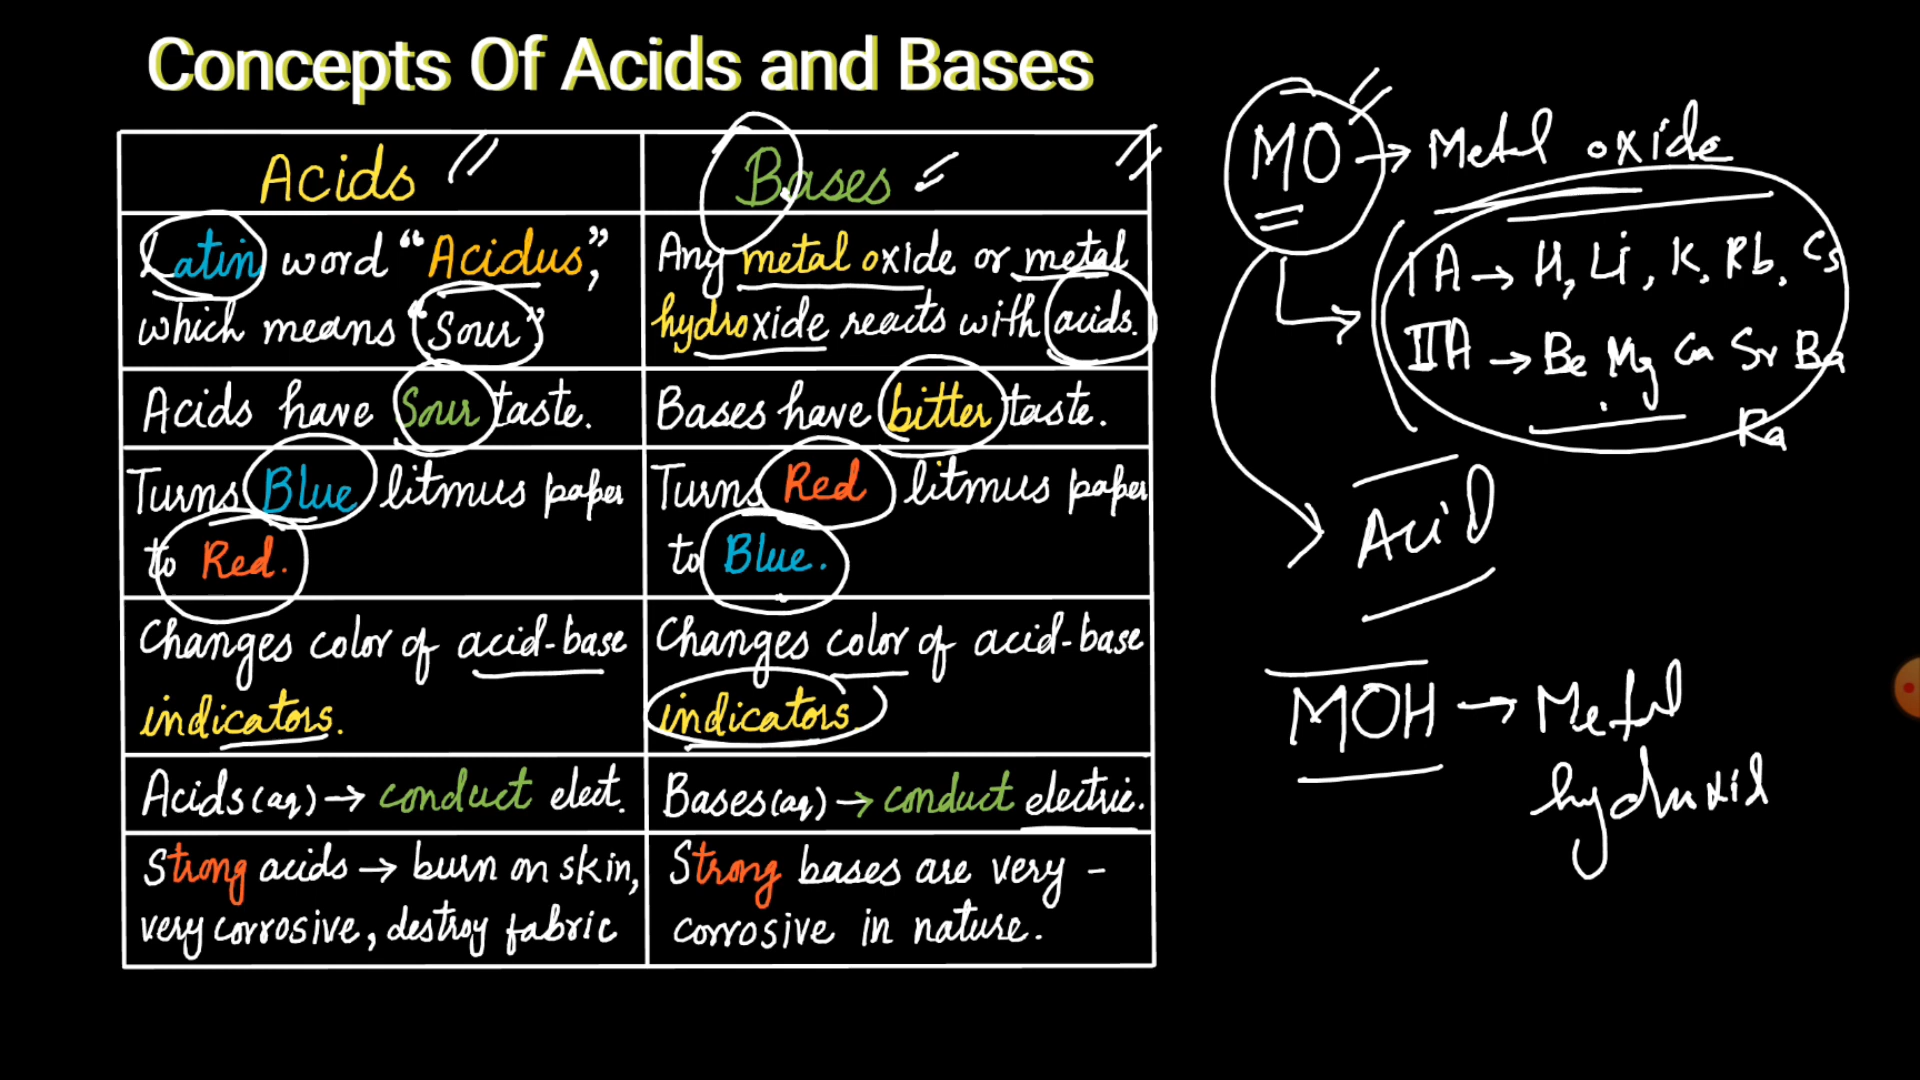 Concepts Of Acids and Bases
Acids
Bases
Latin word "Acidus",
which means "Sour"
Any metal oxide or metal
hydroxide reacts with acids.
Acids have Sour taste.
Bases have bitter taste.
Turns Blue litmus paper
to Red.
Turns Red litmus paper
to Blue.
Changes color of acid-base
indicators.
Changes color of acid-base
indicators
Acids(aq) → conduct elect.
Bases(aq) → conduct electric.
Strong acids → burn on skin,
very corrosive, destroy fabric
Strong bases are very -
corrosive in nature.
MO → Metal oxide
IA → H, Li, K, Rb, Cs
IIA → Be Mg Ca Sr Ba
Ra
Acid
MOH → Metal